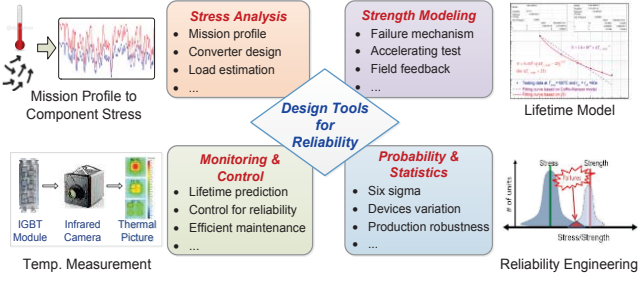 Stress Analysis
• Mission profile
• Converter design
• Load estimation
• ...
Strength Modeling
• Failure mechanism
• Accelerating test
• Field feedback
• ...
Mission Profile to
Component Stress
Lifetime Model
Design Tools
for
Reliability
Monitoring &
Control
• Lifetime prediction
• Control for reliability
• Efficient maintenance
• ...
Probability &
Statistics
• Six sigma
• Devices variation
• Production robustness
• ...
IGBT
Module
Infrared
Camera
Thermal
Picture
Temp. Measurement
Stress
Strength
Failures
# of units
Stress/Strength
Reliability Engineering